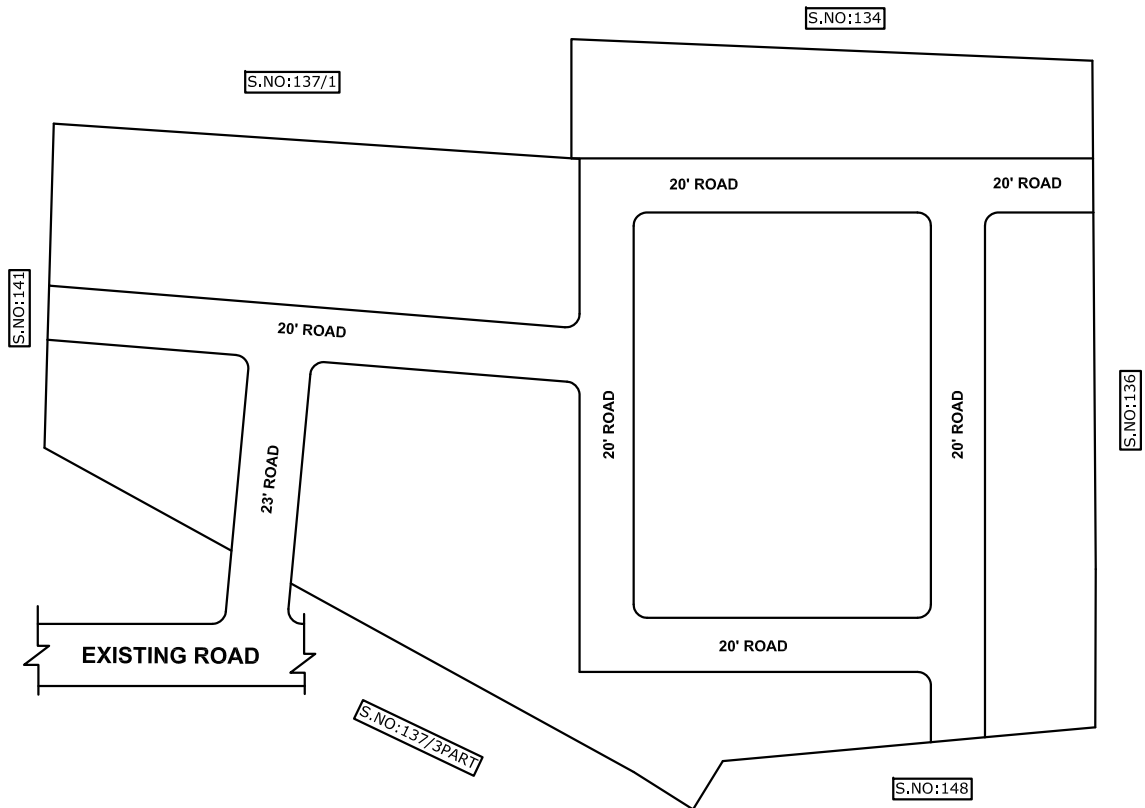 S.NO:134
S.NO:137/1
20' ROAD
20' ROAD
S.NO:141
20' ROAD
S.NO:136
20' ROAD
20' ROAD
23' ROAD
20' ROAD
EXISTING ROAD
S.NO:137/3PART
S.NO:148